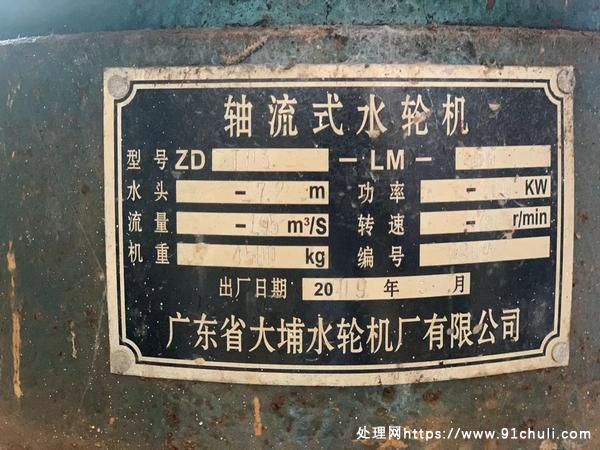 轴流式水轮机
型号 ZD – LM –
水头 – m 功率 – KW
流量 – m³/S 转速 – r/min
机重 kg 编号
出厂日期 2009 年 月
广东省大埔水轮机厂有限公司
处理网https://www.91chuli.com/